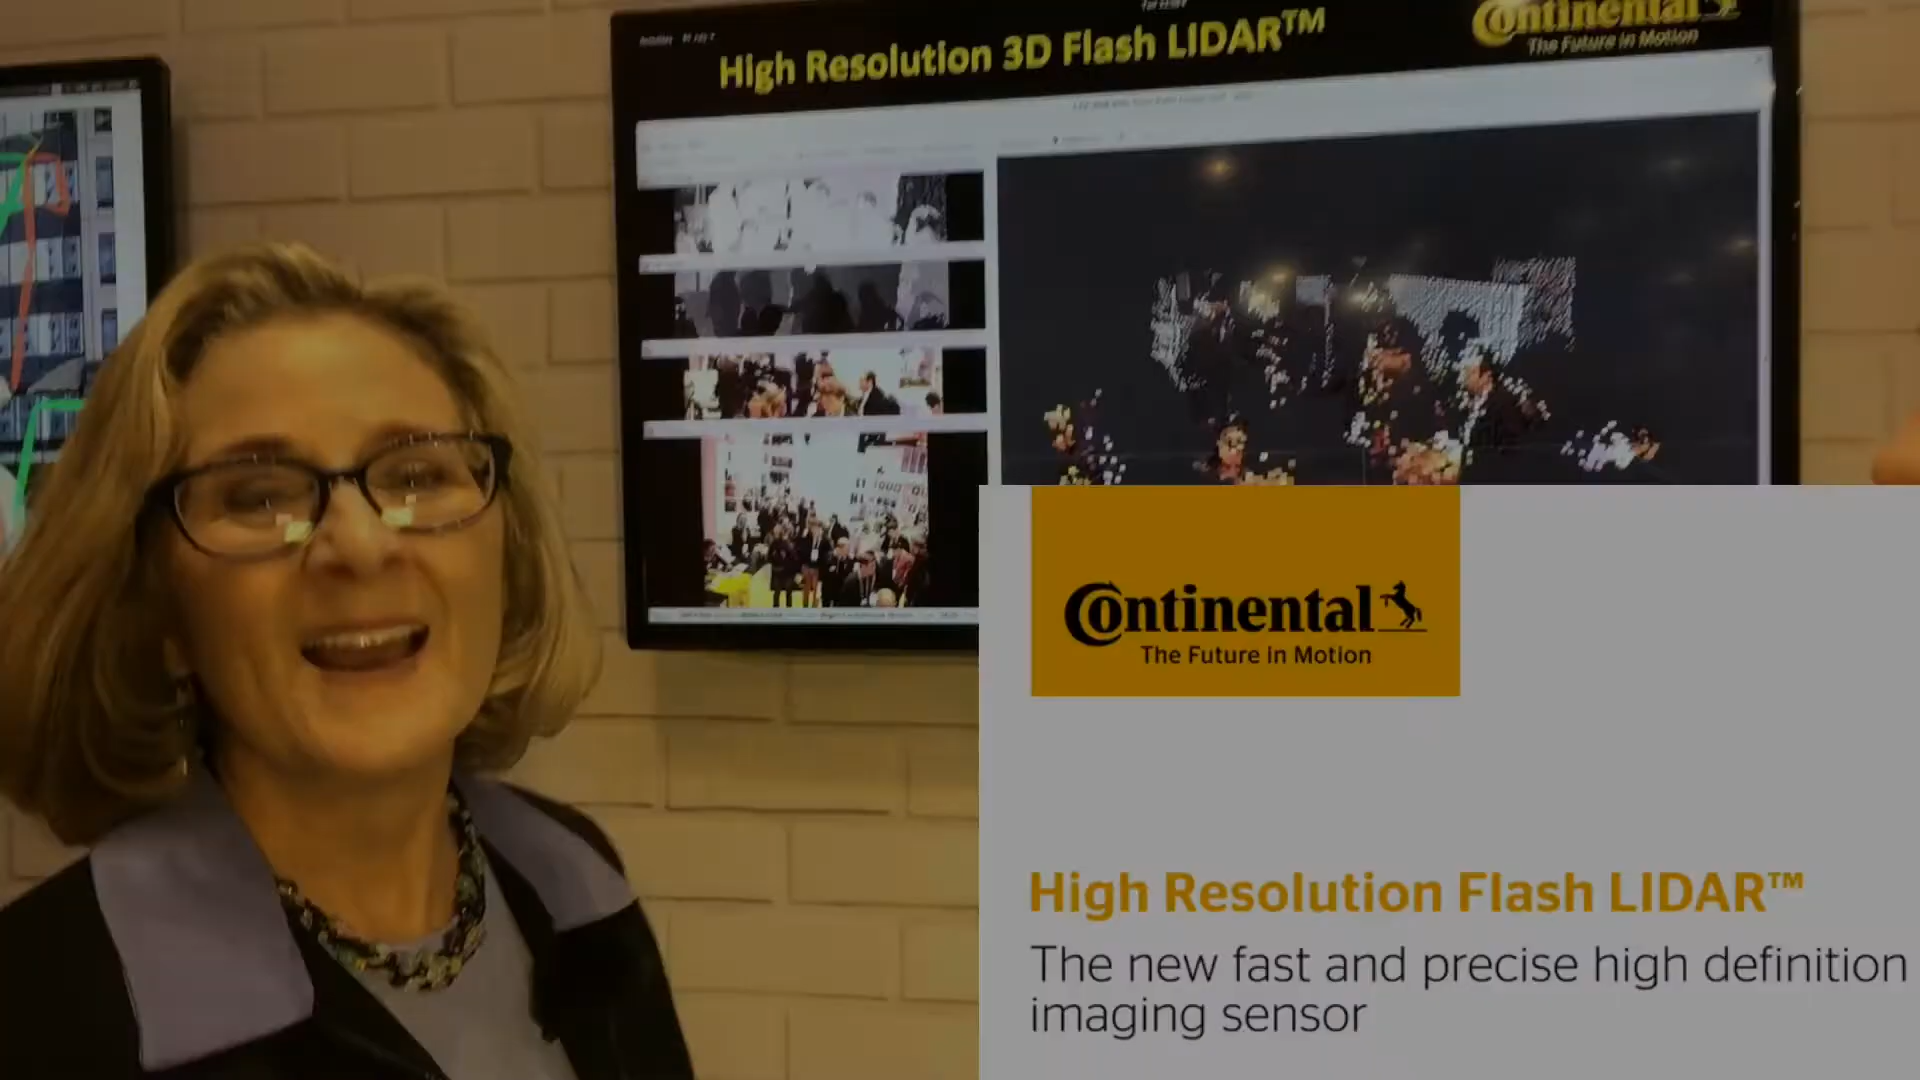 High Resolution 3D Flash LIDAR™
Continental
The Future in Motion
Continental
The Future in Motion
High Resolution Flash LIDAR™
The new fast and precise high definition
imaging sensor